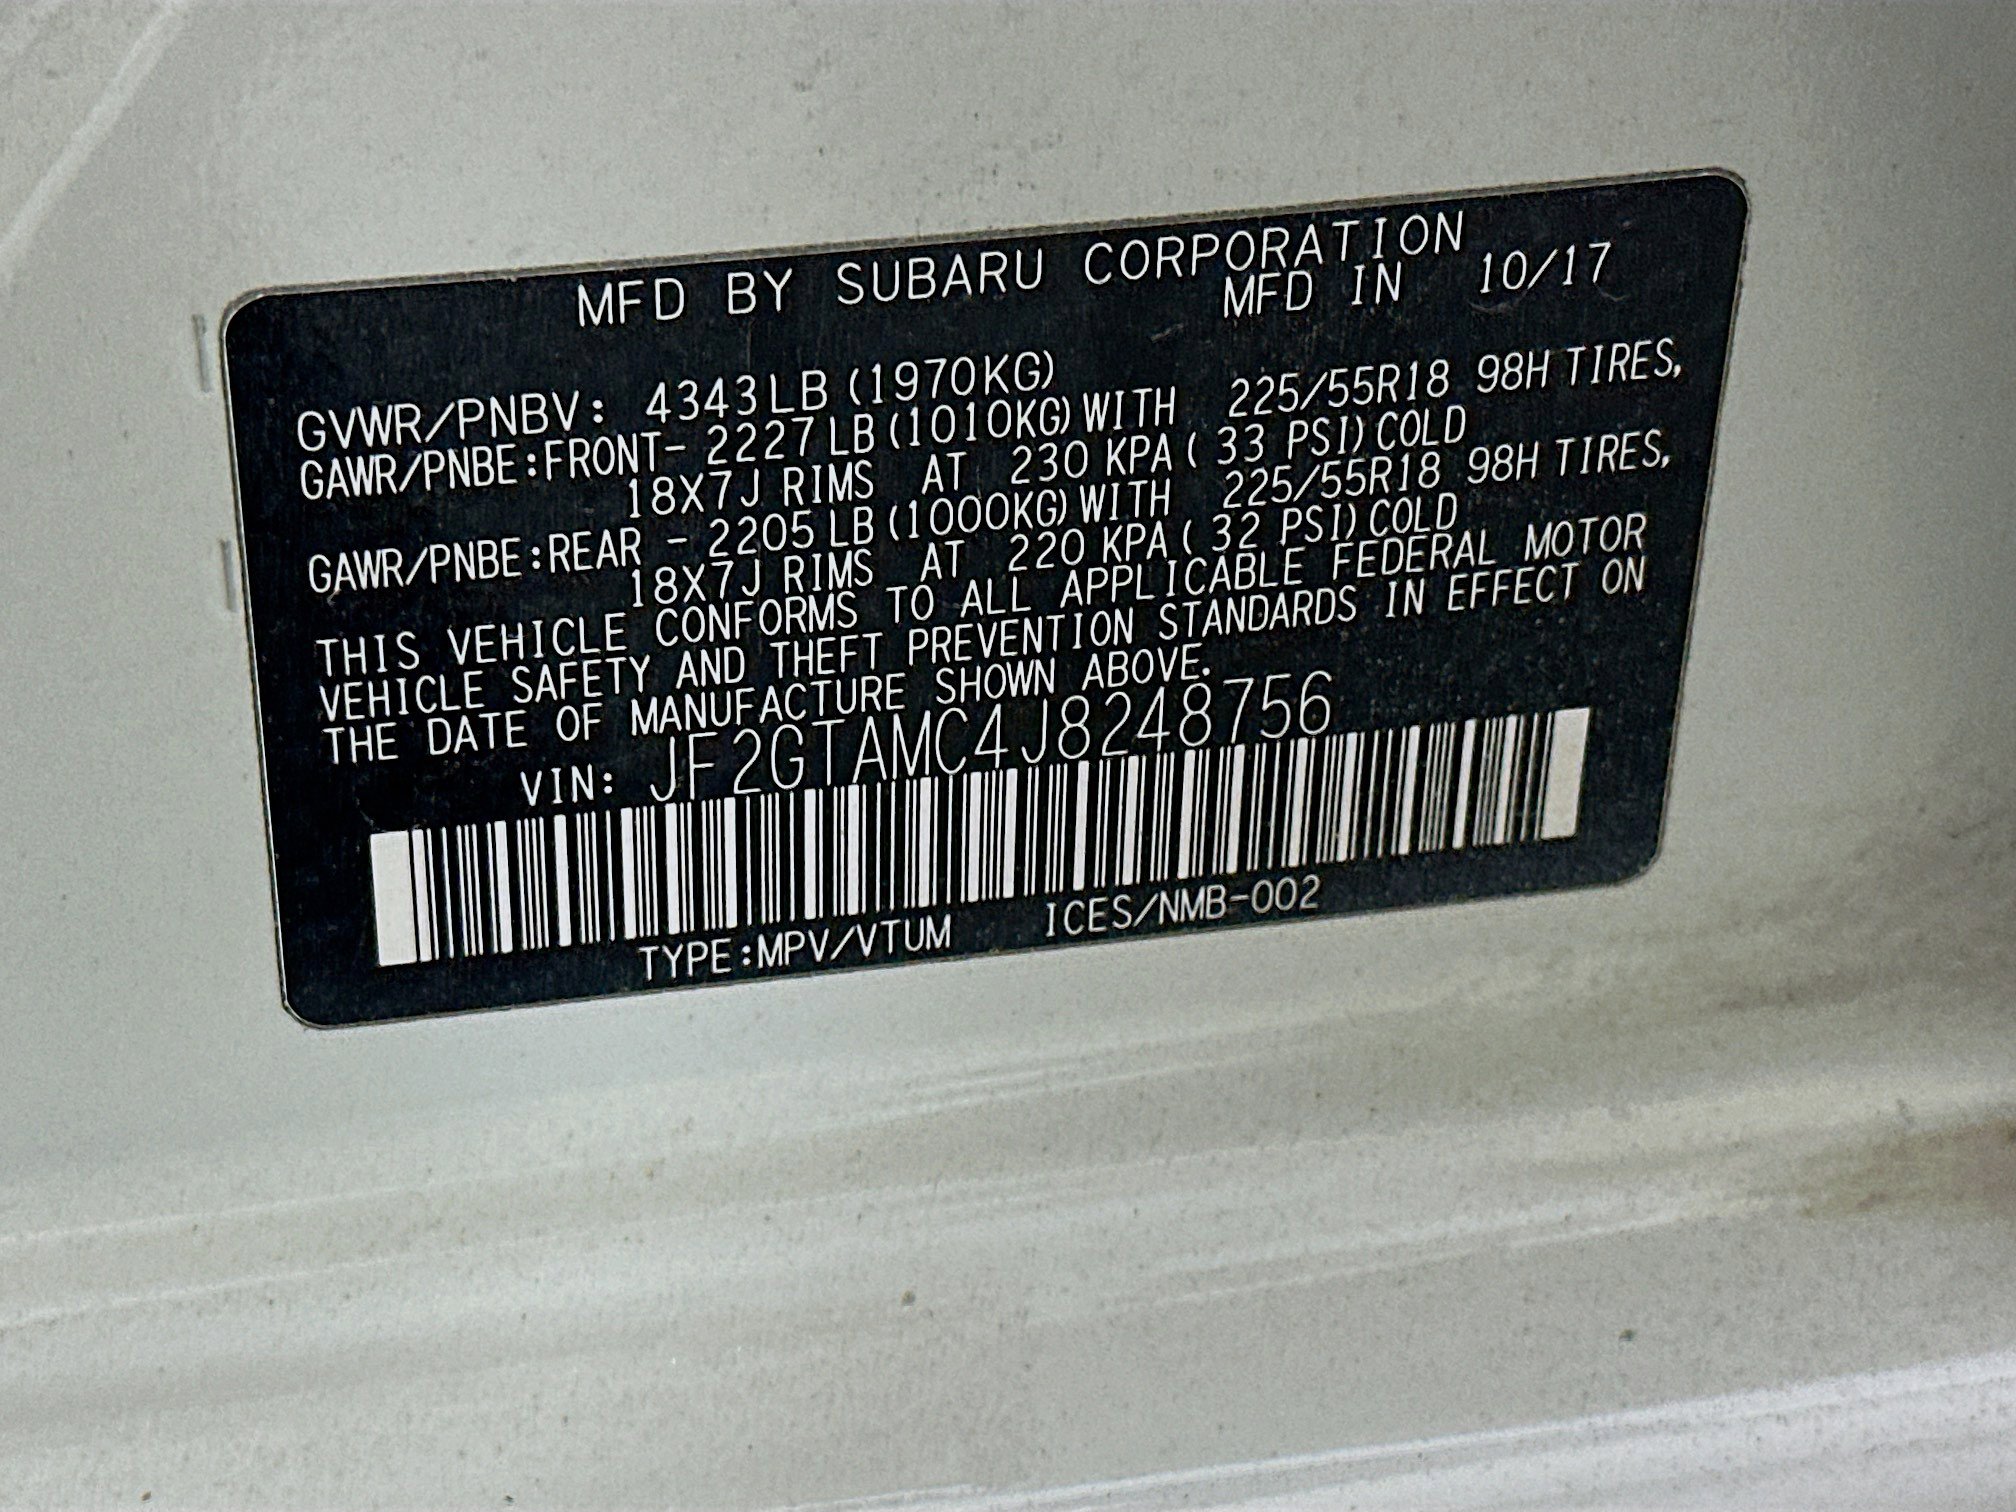 MFD BY SUBARU CORPORATION
MFD IN 10/17
GVWR/PNBV: 4343LB (1970KG)
GAWR/PNBE:FRONT- 2227LB (1010KG) WITH 225/55R18 98H TIRES,
18X7J RIMS AT 230 KPA ( 33 PSI) COLD
GAWR/PNBE:REAR - 2205LB (1000KG) WITH 225/55R18 98H TIRES,
18X7J RIMS AT 220 KPA ( 32 PSI) COLD
THIS VEHICLE CONFORMS TO ALL APPLICABLE FEDERAL MOTOR
VEHICLE SAFETY AND THEFT PREVENTION STANDARDS IN EFFECT ON
THE DATE OF MANUFACTURE SHOWN ABOVE.
VIN: JF2GTAMC4J8248756
TYPE:MPV/VTUM ICES/NMB-002